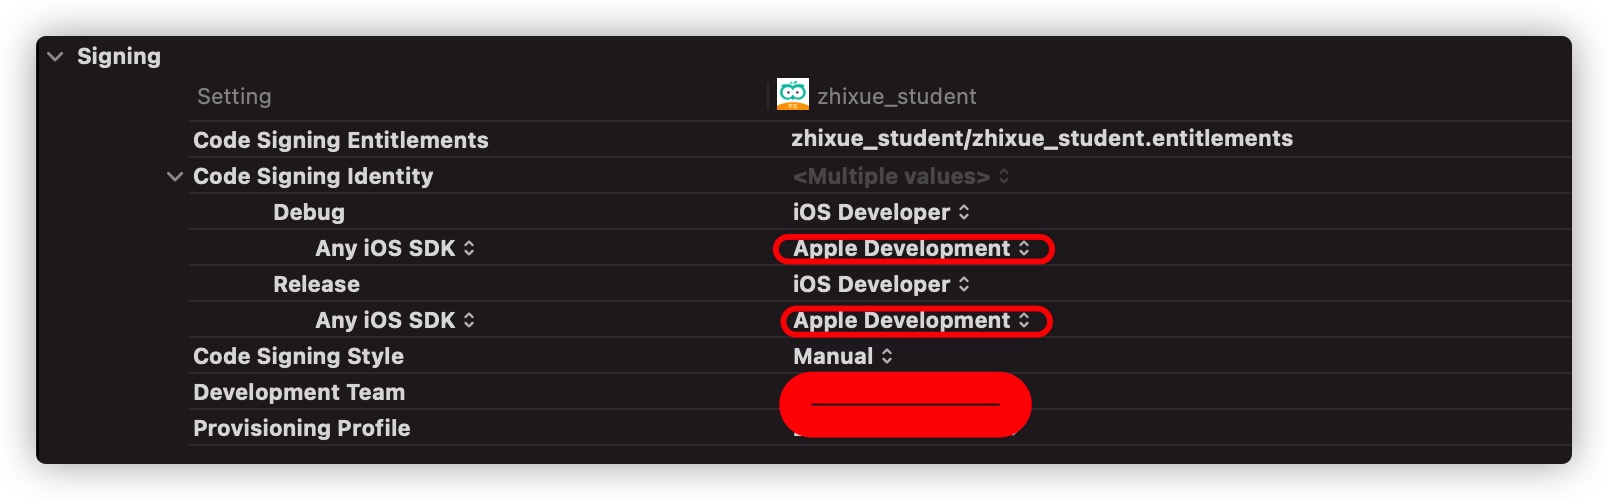 Signing
Setting zhixue_student
Code Signing Entitlements zhixue_student/zhixue_student.entitlements
Code Signing Identity <Multiple values>
Debug iOS Developer
Any iOS SDK Apple Development
Release iOS Developer
Any iOS SDK Apple Development
Code Signing Style Manual
Development Team
Provisioning Profile